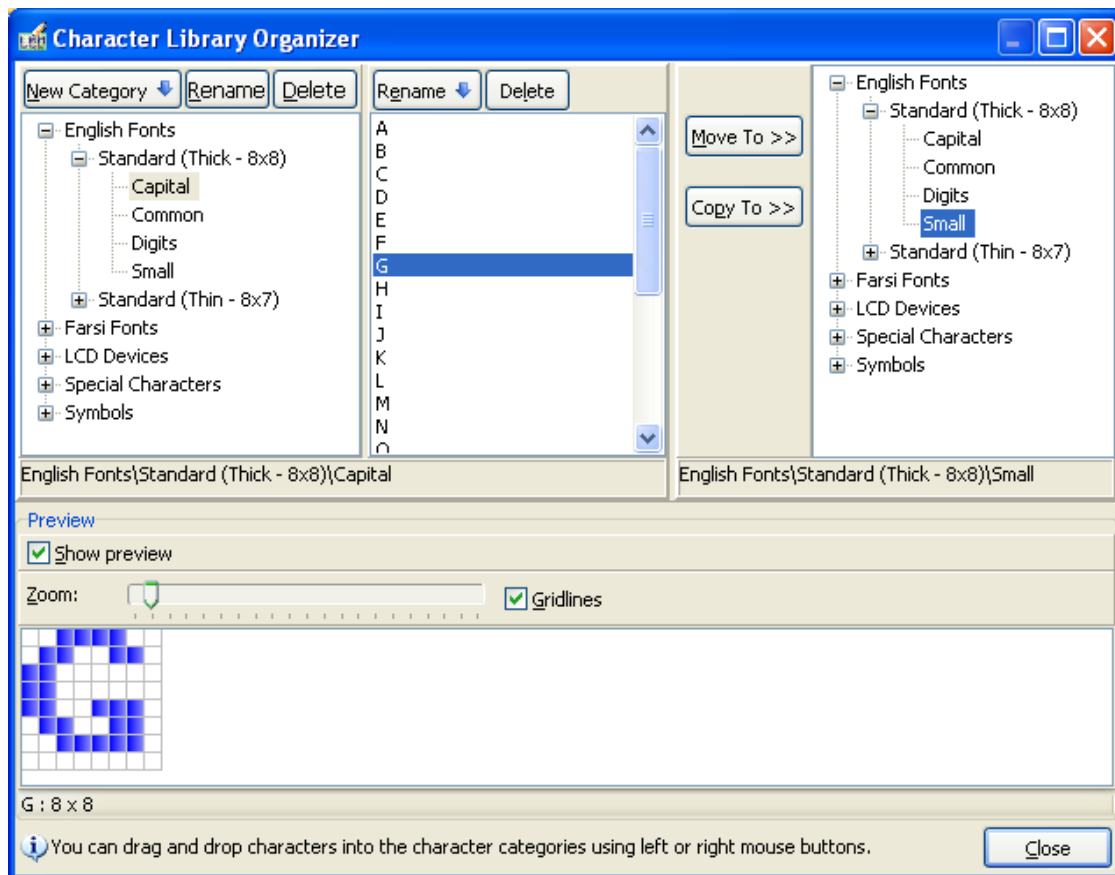 Character Library Organizer
New Category Rename Delete
English Fonts
Standard (Thick - 8x8)
Capital
Common
Digits
Small
Standard (Thin - 8x7)
Farsi Fonts
LCD Devices
Special Characters
Symbols
English Fonts\Standard (Thick - 8x8)\Capital
Rename Delete
A
B
C
D
E
F
G
H
I
J
K
L
M
N
Move To >>
Copy To >>
English Fonts
Standard (Thick - 8x8)
Capital
Common
Digits
Small
Standard (Thin - 8x7)
Farsi Fonts
LCD Devices
Special Characters
Symbols
English Fonts\Standard (Thick - 8x8)\Small
Preview
Show preview
Zoom: Gridlines
G : 8 x 8
You can drag and drop characters into the character categories using left or right mouse buttons.
Close